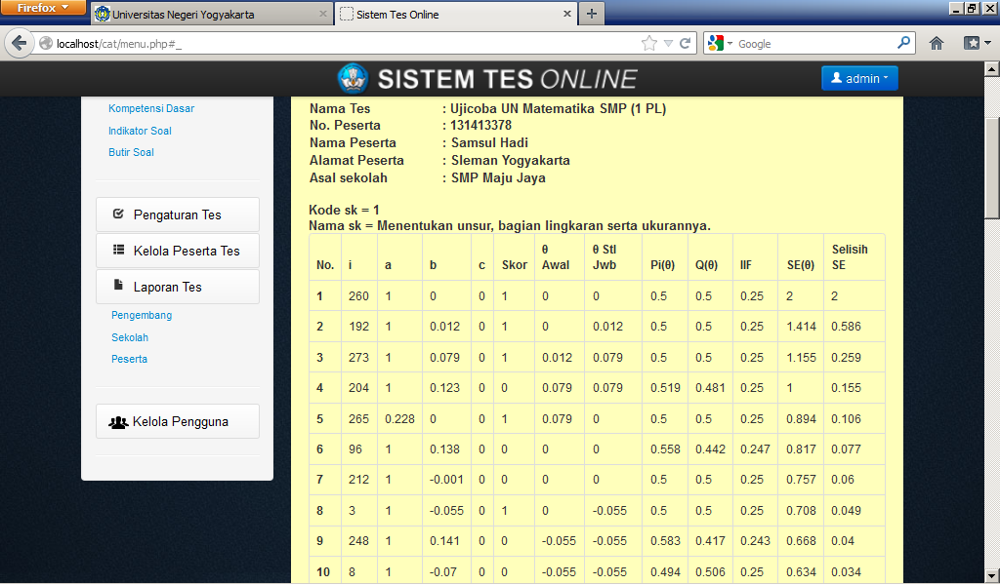 Firefox
Universitas Negeri Yogyakarta
Sistem Tes Online
localhost/cat/menu.php#_
Google
SISTEM TES ONLINE
admin
Kompetensi Dasar
Indikator Soal
Butir Soal
Pengaturan Tes
Kelola Peserta Tes
Laporan Tes
Pengembang
Sekolah
Peserta
Kelola Pengguna
Nama Tes : Ujicoba UN Matematika SMP (1 PL)
No. Peserta : 131413378
Nama Peserta : Samsul Hadi
Alamat Peserta : Sleman Yogyakarta
Asal sekolah : SMP Maju Jaya
Kode sk = 1
Nama sk = Menentukan unsur, bagian lingkaran serta ukurannya.
No. i a b c Skor θ Awal θ Stl Jwb Pi(θ) Q(θ) IIF SE(θ) Selisih SE
1 260 1 0 0 1 0 0 0.5 0.5 0.25 2 2
2 192 1 0.012 0 1 0 0.012 0.5 0.5 0.25 1.414 0.586
3 273 1 0.079 0 1 0.012 0.079 0.5 0.5 0.25 1.155 0.259
4 204 1 0.123 0 0 0.079 0.079 0.519 0.481 0.25 1 0.155
5 265 0.228 0 0 1 0.079 0 0.5 0.5 0.25 0.894 0.106
6 96 1 0.138 0 0 0 0 0.558 0.442 0.247 0.817 0.077
7 212 1 -0.001 0 0 0 0 0.5 0.5 0.25 0.757 0.06
8 3 1 -0.055 0 1 0 -0.055 0.5 0.5 0.25 0.708 0.049
9 248 1 0.141 0 0 -0.055 -0.055 0.583 0.417 0.243 0.668 0.04
10 8 1 -0.07 0 0 -0.055 -0.055 0.494 0.506 0.25 0.634 0.034